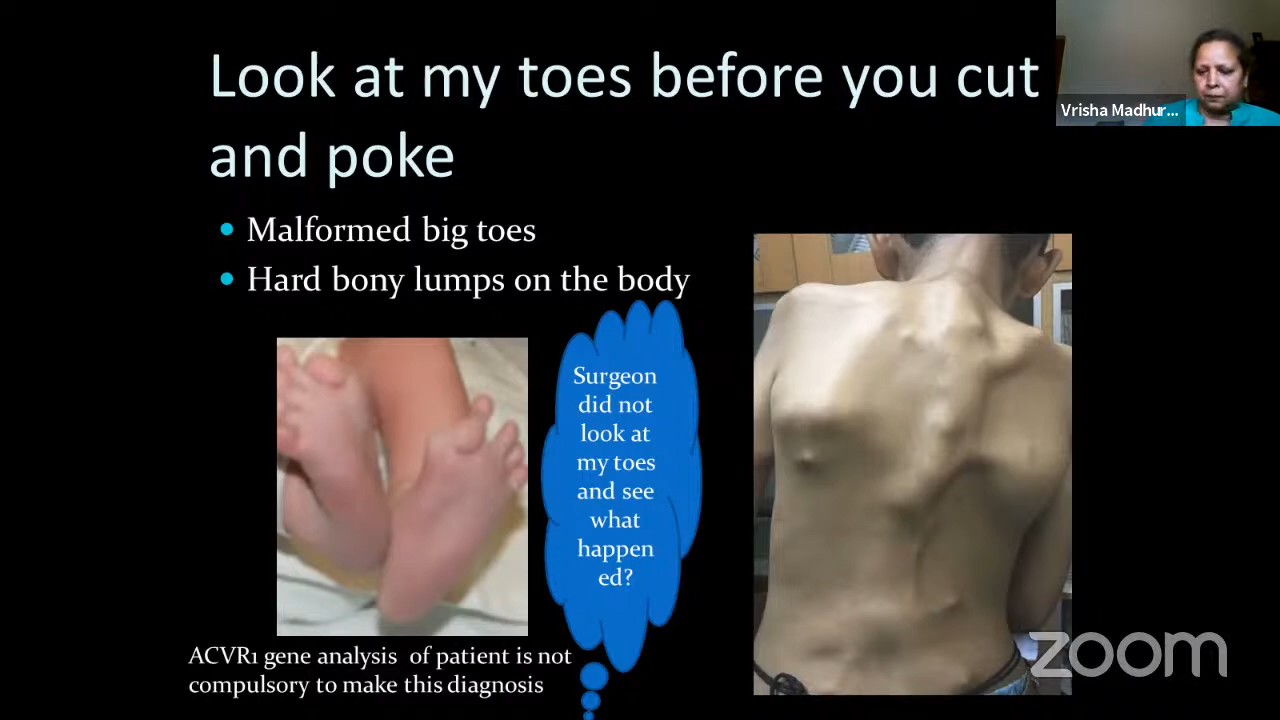 Look at my toes before you cut
and poke
Vrisha Madhur...
• Malformed big toes
• Hard bony lumps on the body
Surgeon
did not
look at
my toes
and see
what
happen
ed?
ACVR1 gene analysis of patient is not
compulsory to make this diagnosis
zoom